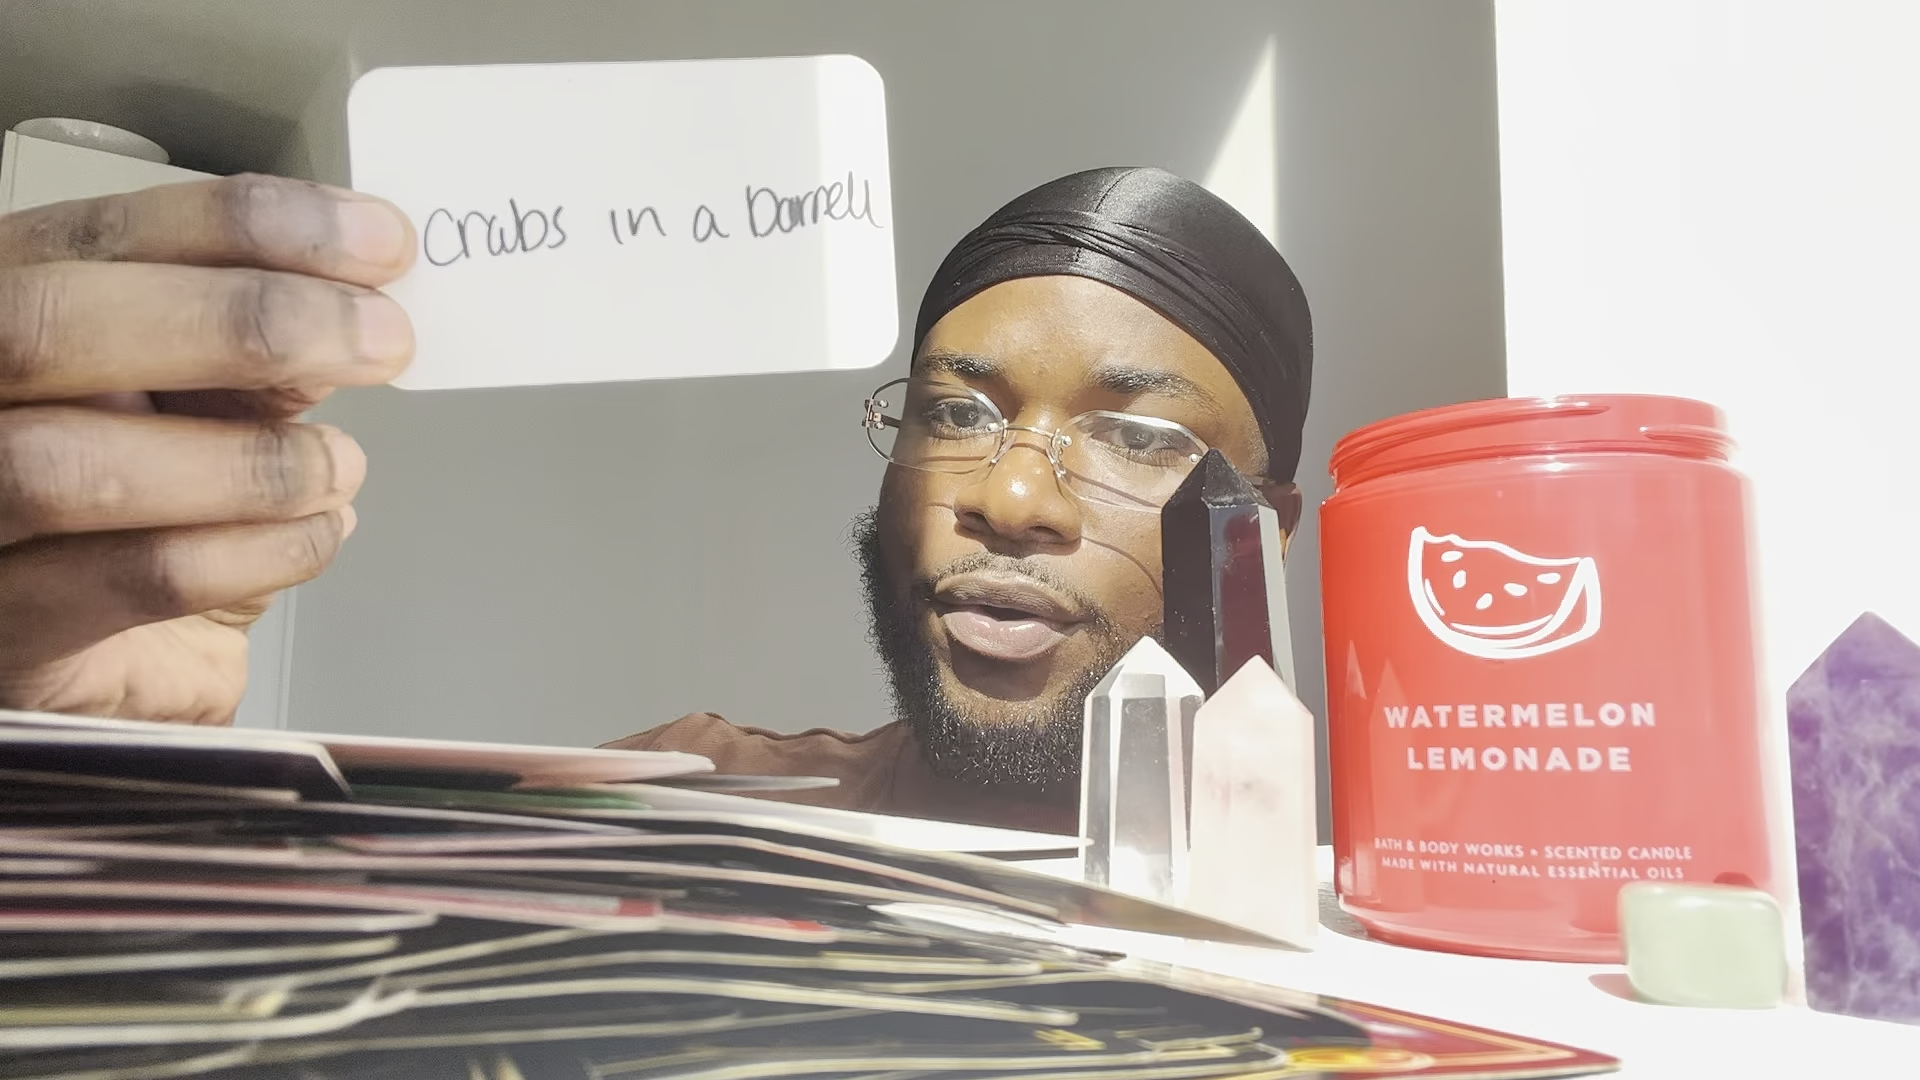 Crabs in a barrell
WATERMELON
LEMONADE
BATH & BODY WORKS • SCENTED CANDLE
MADE WITH NATURAL ESSENTIAL OILS